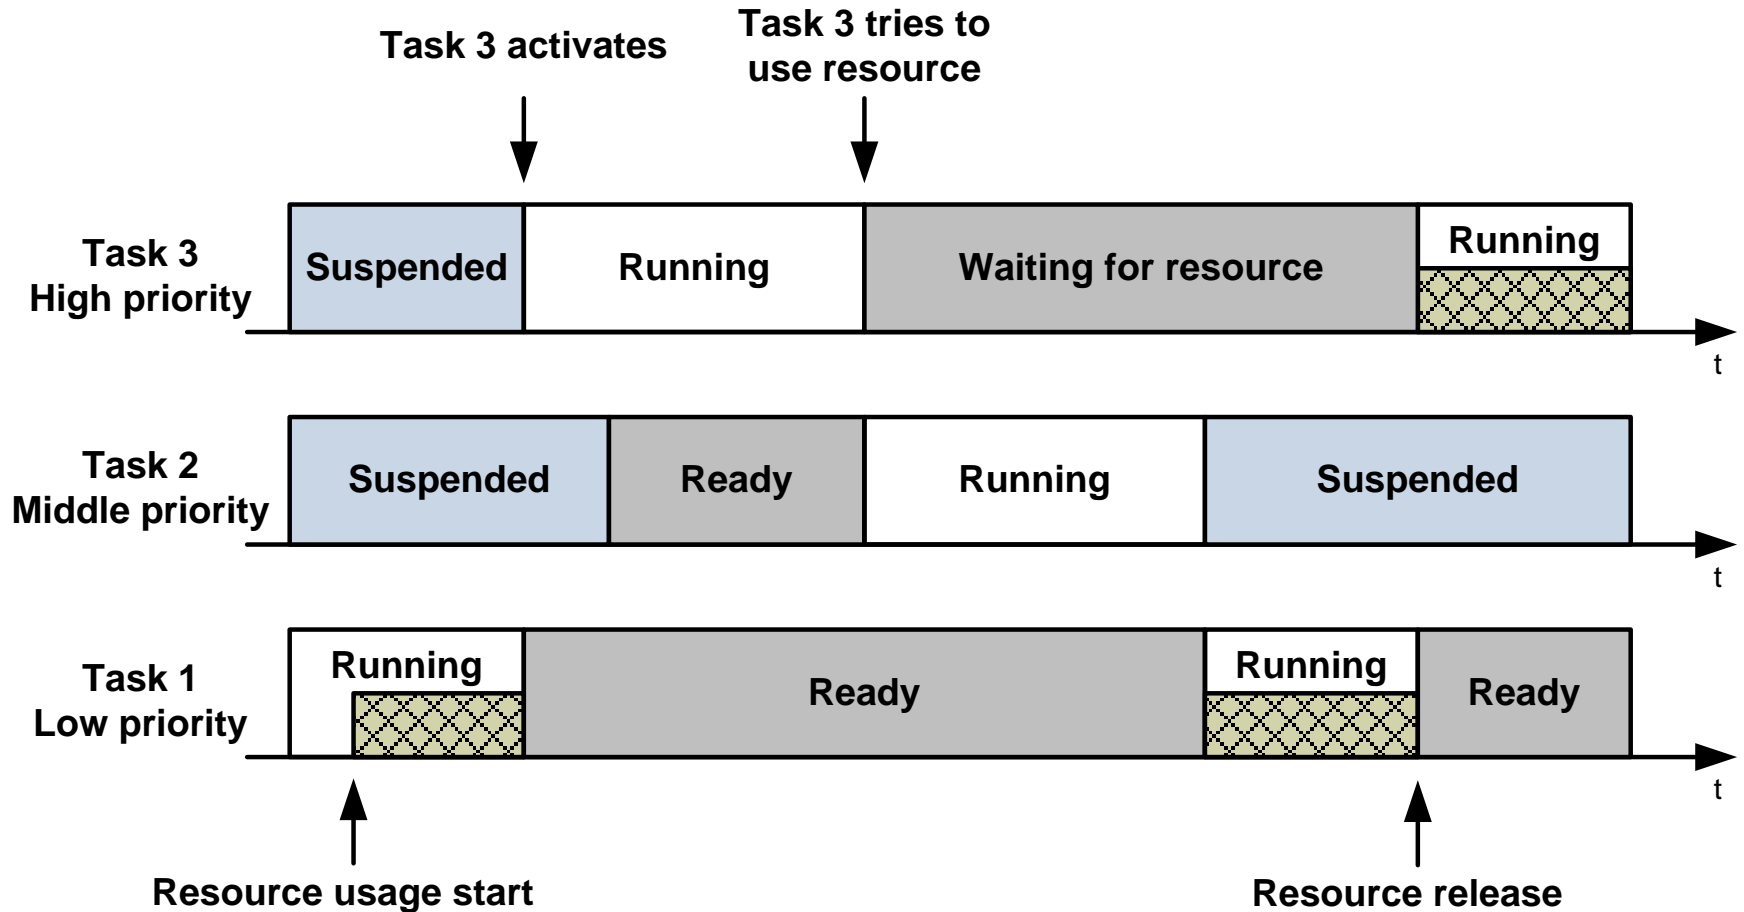 Task 3 activates
Task 3 tries to
use resource
Task 3
High priority
Suspended
Running
Waiting for resource
Running
t
Task 2
Middle priority
Suspended
Ready
Running
Suspended
t
Task 1
Low priority
Running
Ready
Running
Ready
t
Resource usage start
Resource release